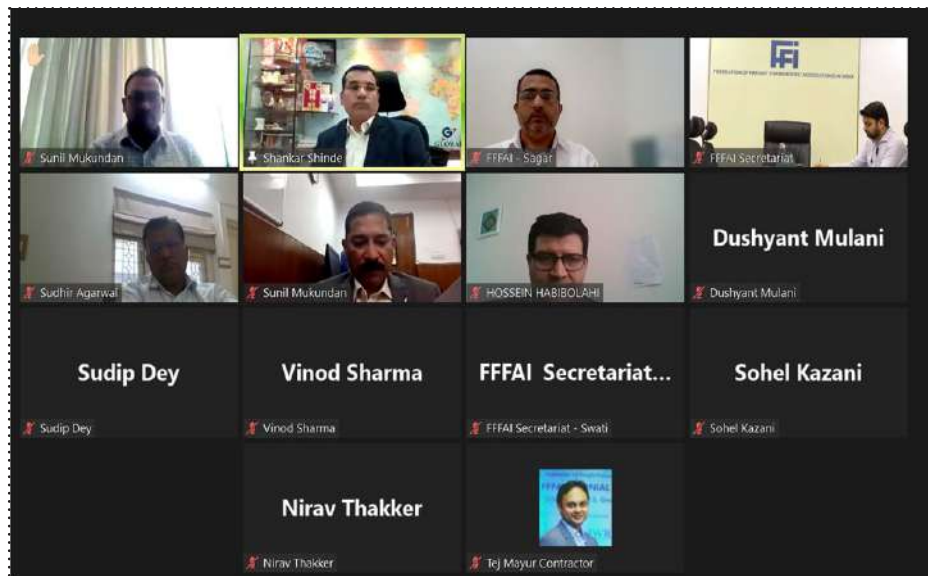 Sunil Mukundan
Shankar Shinde
FFFAI - Sagar
FFFAI Secretariat
Sudhir Agarwal
Sunil Mukundan
HOSSEIN HABIBOLAHI
Dushyant Mulani
Dushyant Mulani
Sudip Dey
Sudip Dey
Vinod Sharma
Vinod Sharma
FFFAI Secretariat...
FFFAI Secretariat - Swati
Sohel Kazani
Sohel Kazani
Nirav Thakker
Nirav Thakker
Tej Mayur Contractor